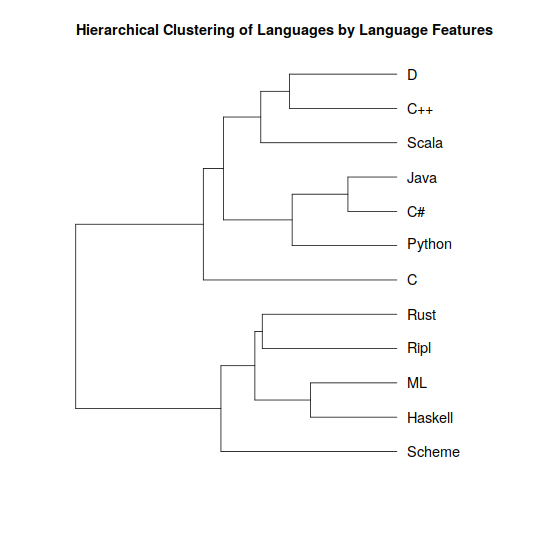 Hierarchical Clustering of Languages by Language Features
D
C++
Scala
Java
C#
Python
C
Rust
Ripl
ML
Haskell
Scheme